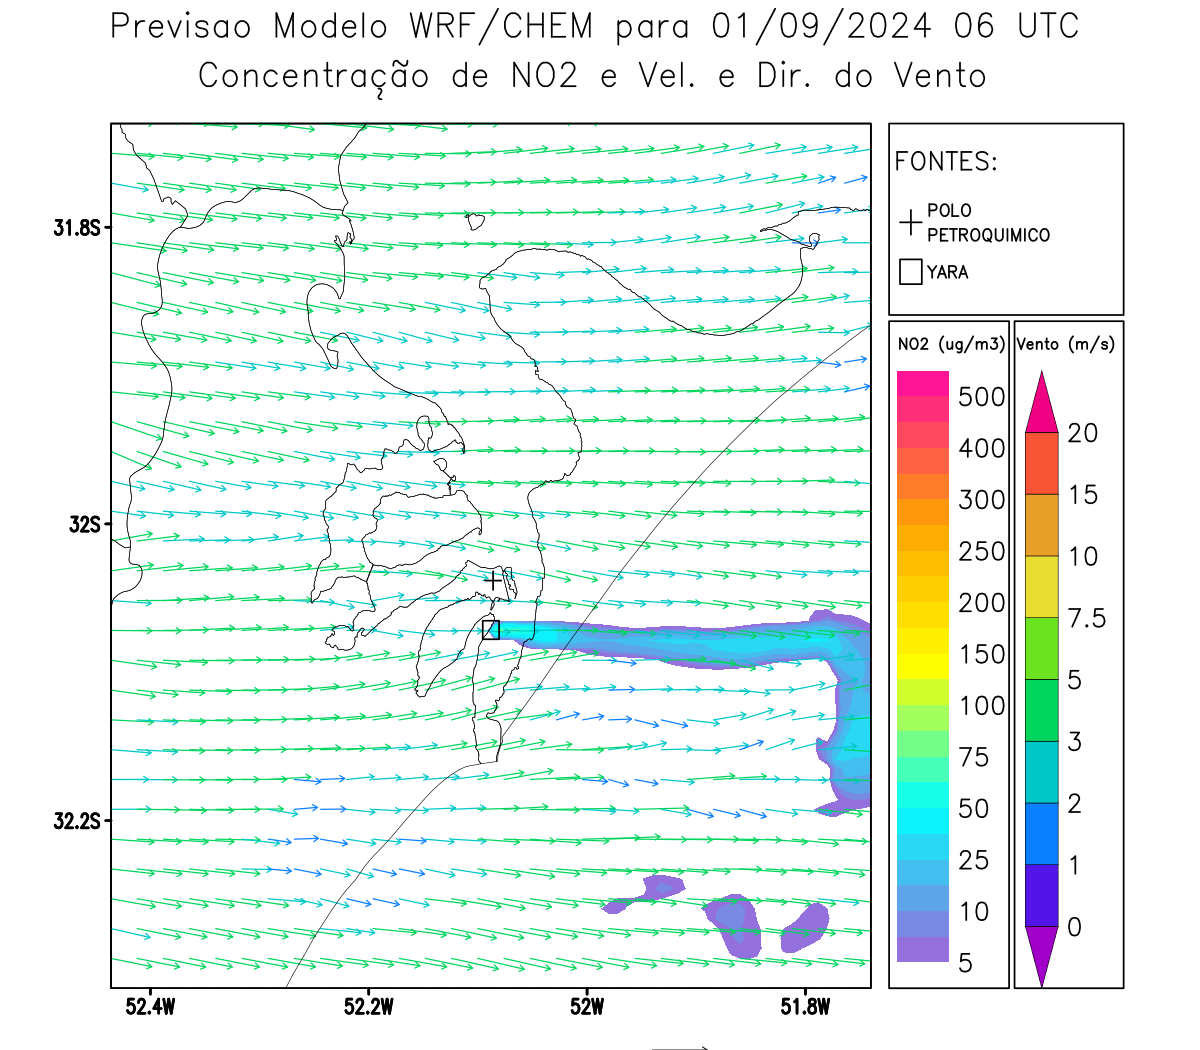 Previsao Modelo WRF/CHEM para 01/09/2024 06 UTC
Concentração de NO2 e Vel. e Dir. do Vento
FONTES:
POLO
PETROQUIMICO
YARA
NO2 (ug/m3)
500
400
300
250
200
150
100
75
50
25
10
5
Vento (m/s)
20
15
10
7.5
5
3
2
1
0
31.8S
32S
32.2S
52.4W
52.2W
52W
51.8W